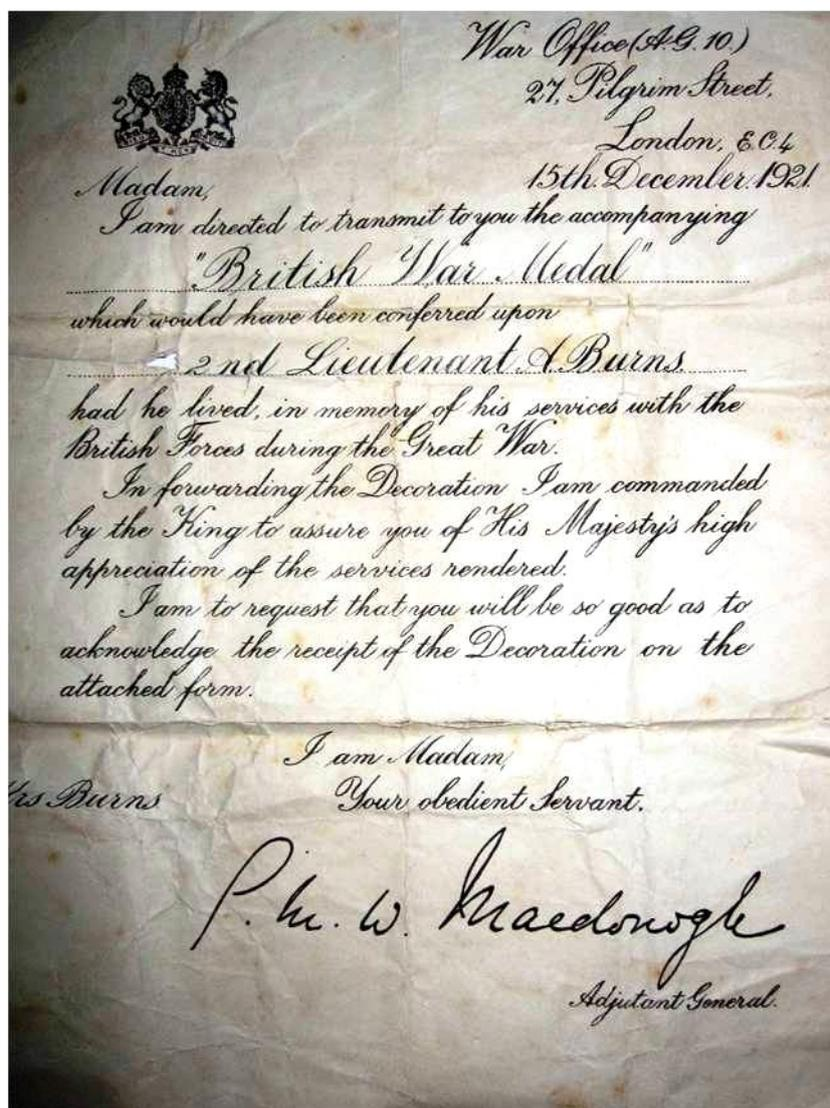 War Office (A.G.10.)
27, Pilgrim Street,
London, E.C.4
15th. December. 1921.
Madam,
I am directed to transmit to you the accompanying
"British War Medal"
which would have been conferred upon
2nd Lieutenant A. Burns.
had he lived, in memory of his services with the
British Forces during the Great War.
In forwarding the Decoration I am commanded
by the King to assure you of His Majesty's high
appreciation of the services rendered.
I am to request that you will be so good as to
acknowledge the receipt of the Decoration on the
attached form.
I am Madam,
rs Burns
Your obedient Servant.
G. M. W. Macdonogh
Adjutant General.